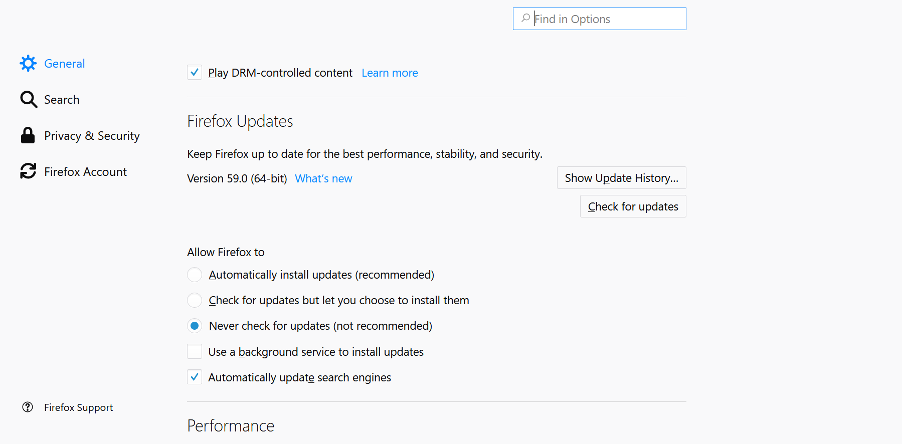 Find in Options
General
Search
Privacy & Security
Firefox Account
Play DRM-controlled content Learn more
Firefox Updates
Keep Firefox up to date for the best performance, stability, and security.
Version 59.0 (64-bit) What's new
Show Update History...
Check for updates
Allow Firefox to
Automatically install updates (recommended)
Check for updates but let you choose to install them
Never check for updates (not recommended)
Use a background service to install updates
Automatically update search engines
Firefox Support
Performance